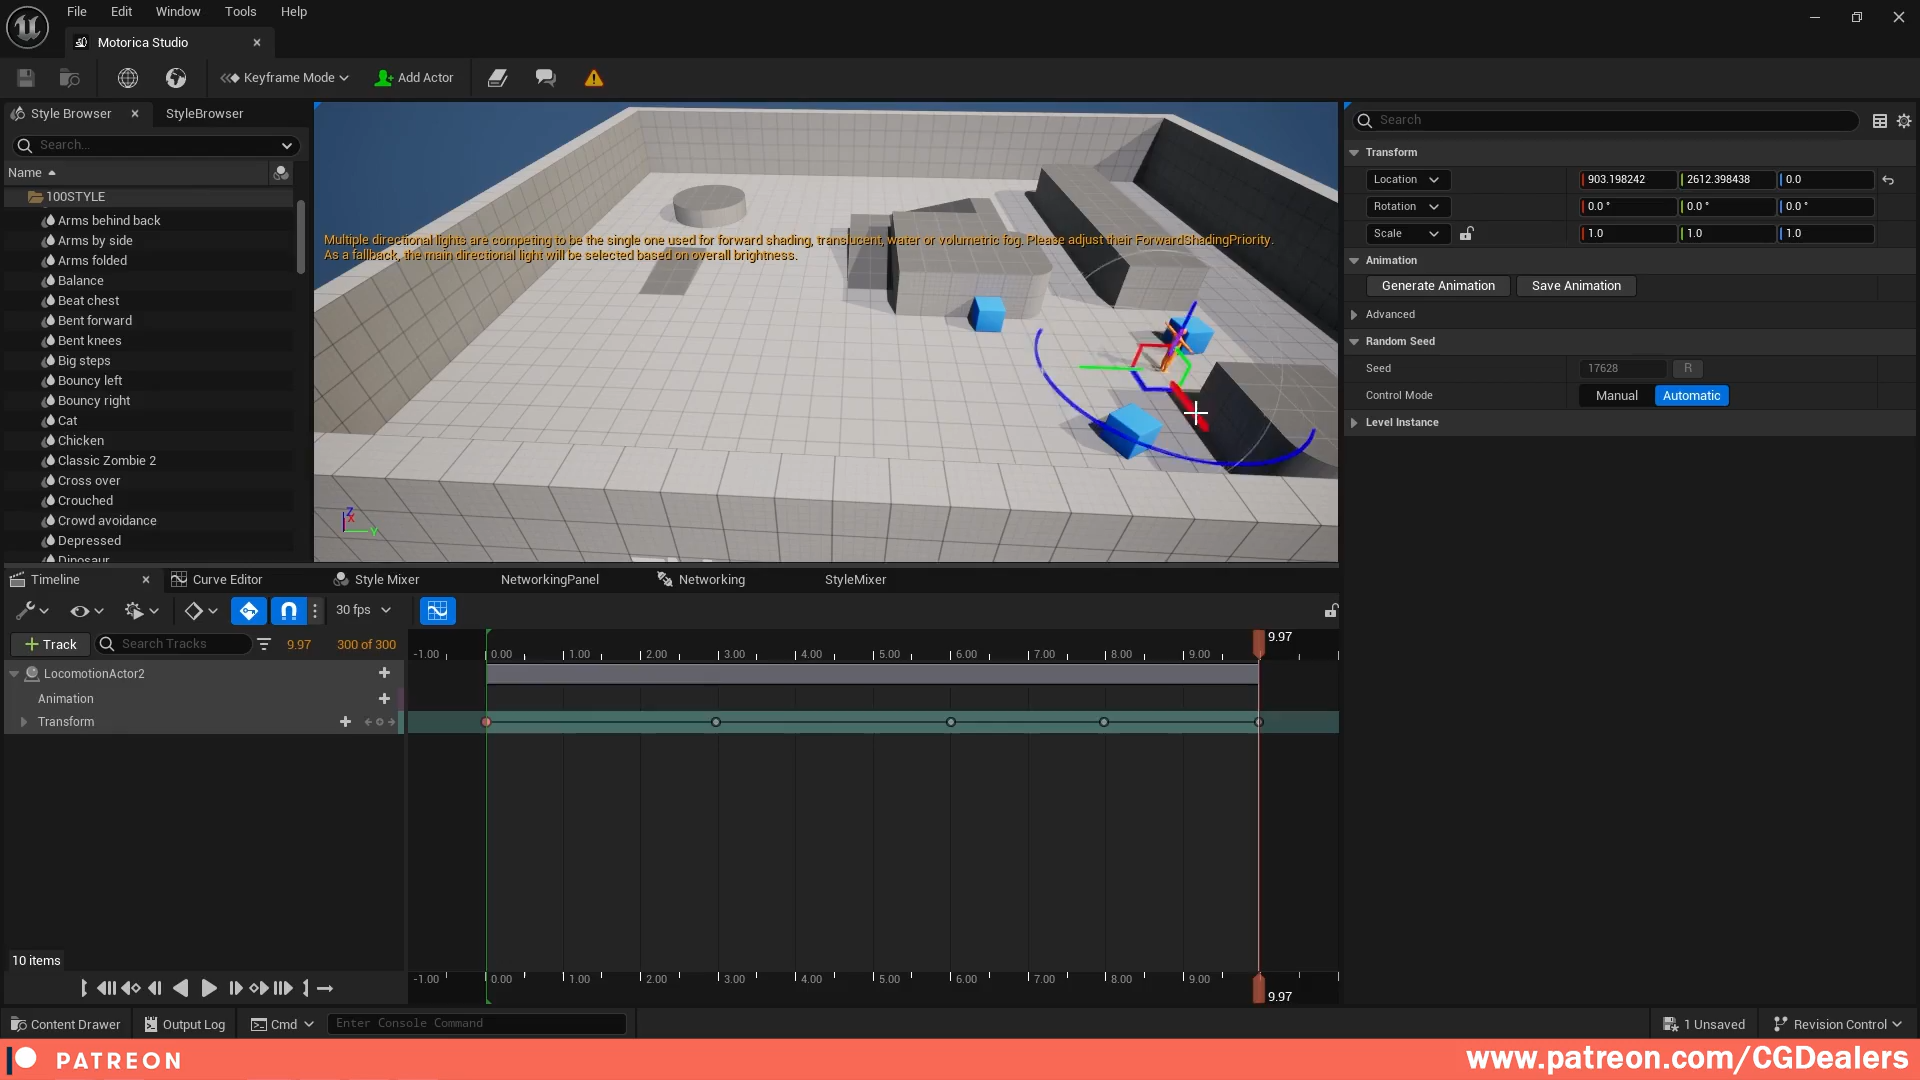 File Edit Window Tools Help
Motorica Studio
Keyframe Mode Add Actor
Style Browser StyleBrowser
Search...
Name
100STYLE
Arms behind back
Arms by side
Arms folded
Balance
Beat chest
Bent forward
Bent knees
Big steps
Bouncy left
Bouncy right
Cat
Chicken
Classic Zombie 2
Cross over
Crouched
Crowd avoidance
Depressed
Dinosaur
Multiple directional lights are competing to be the single one used for forward shading, translucent, water or volumetric fog. Please adjust their ForwardShadingPriority.
As a fallback, the main directional light will be selected based on overall brightness.
Z
X
Y
Search
Transform
Location 903.198242 2612.398438 0.0
Rotation 0.0 ° 0.0 ° 0.0 °
Scale 1.0 1.0 1.0
Animation
Generate Animation Save Animation
Advanced
Random Seed
Seed 17628 R
Control Mode Manual Automatic
Level Instance
Timeline Curve Editor Style Mixer NetworkingPanel Networking StyleMixer
30 fps
Track Search Tracks 9.97 300 of 300
-1.00 0.00 1.00 2.00 3.00 4.00 5.00 6.00 7.00 8.00 9.00 9.97
LocomotionActor2
Animation
Transform
10 items
-1.00 0.00 1.00 2.00 3.00 4.00 5.00 6.00 7.00 8.00 9.00 9.97
Content Drawer Output Log Cmd Enter Console Command 1 Unsaved Revision Control
PATREON www.patreon.com/CGDealers